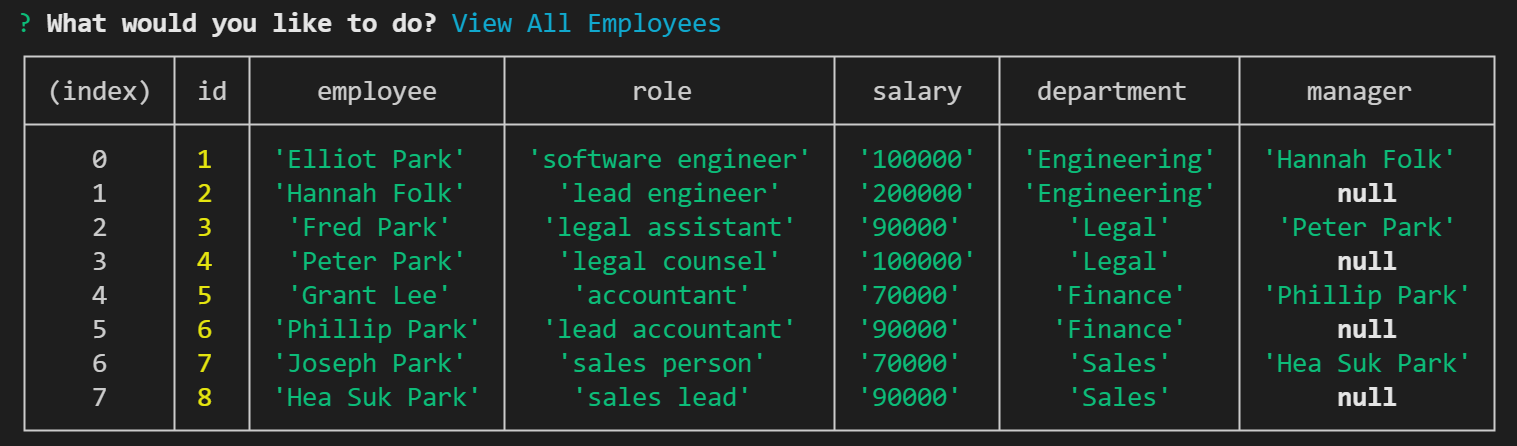 ? What would you like to do? View All Employees
(index) id employee role salary department manager
0 1 'Elliot Park' 'software engineer' '100000' 'Engineering' 'Hannah Folk'
1 2 'Hannah Folk' 'lead engineer' '200000' 'Engineering' null
2 3 'Fred Park' 'legal assistant' '90000' 'Legal' 'Peter Park'
3 4 'Peter Park' 'legal counsel' '100000' 'Legal' null
4 5 'Grant Lee' 'accountant' '70000' 'Finance' 'Phillip Park'
5 6 'Phillip Park' 'lead accountant' '90000' 'Finance' null
6 7 'Joseph Park' 'sales person' '70000' 'Sales' 'Hea Suk Park'
7 8 'Hea Suk Park' 'sales lead' '90000' 'Sales' null